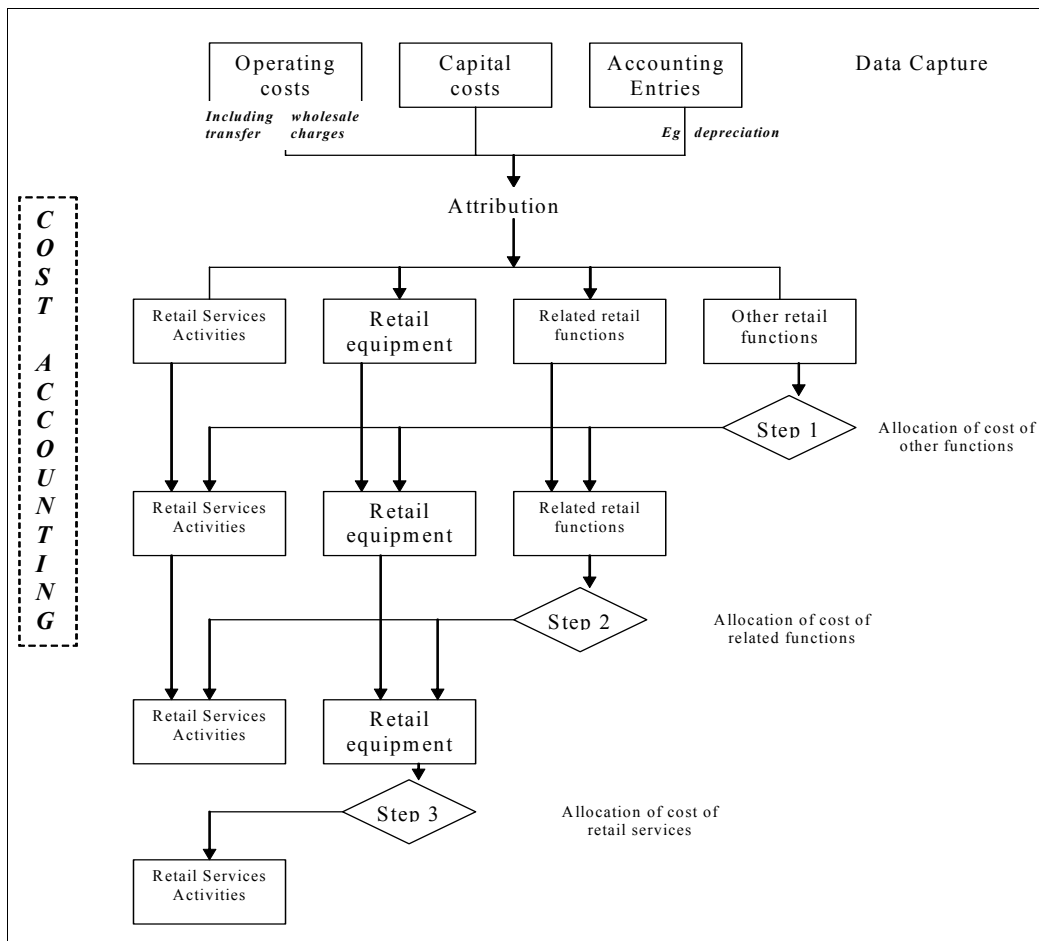 Operating
costs
Capital
costs
Accounting
Entries
Data Capture
Including wholesale
transfer charges
Eg depreciation
Attribution
COST ACCOUNTING
Retail Services
Activities
Retail
equipment
Related retail
functions
Other retail
functions
Step 1
Allocation of cost of
other functions
Retail Services
Activities
Retail
equipment
Related retail
functions
Step 2
Allocation of cost of
related functions
Retail Services
Activities
Retail
equipment
Step 3
Allocation of cost of
retail services
Retail Services
Activities